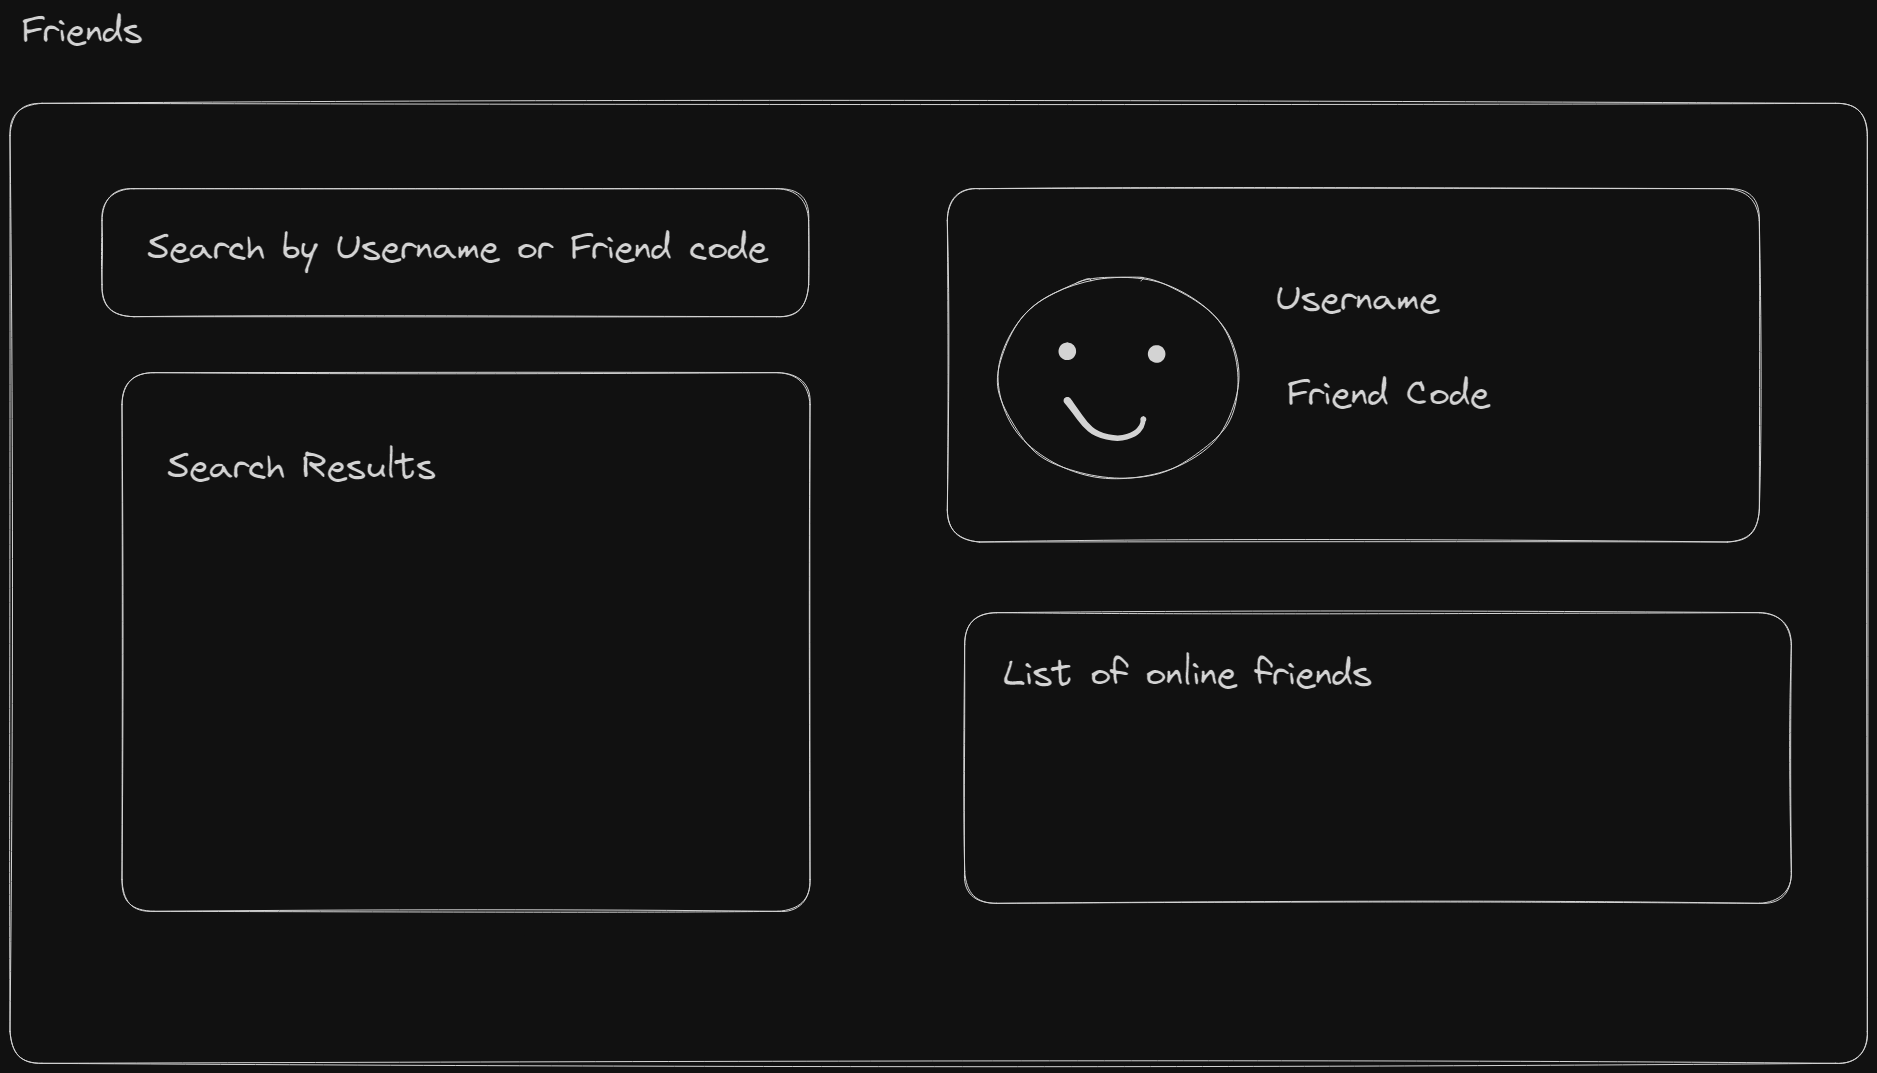 Friends
Search by Username or Friend code
Search Results
Username
Friend Code
List of online friends